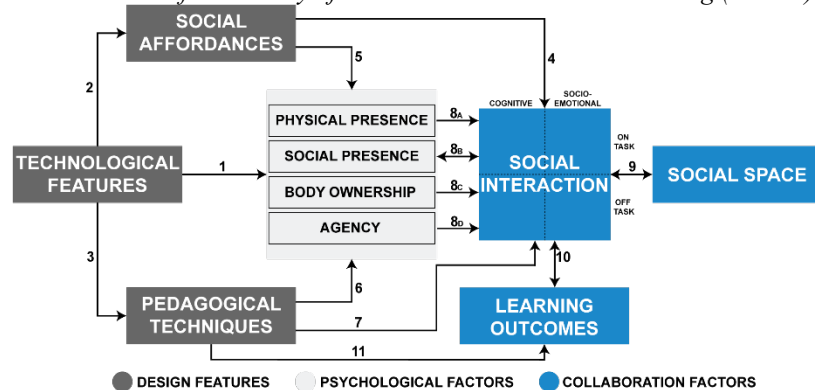 SOCIAL
AFFORDANCES
5
4
2
COGNITIVE
SOCIO-
EMOTIONAL
PHYSICAL PRESENCE
8A
ON
TASK
TECHNOLOGICAL
FEATURES
1
SOCIAL PRESENCE
8B
SOCIAL
INTERACTION
9
SOCIAL SPACE
BODY OWNERSHIP
8C
OFF
TASK
AGENCY
8D
3
10
6
PEDAGOGICAL
TECHNIQUES
7
LEARNING
OUTCOMES
11
DESIGN FEATURES
PSYCHOLOGICAL FACTORS
COLLABORATION FACTORS